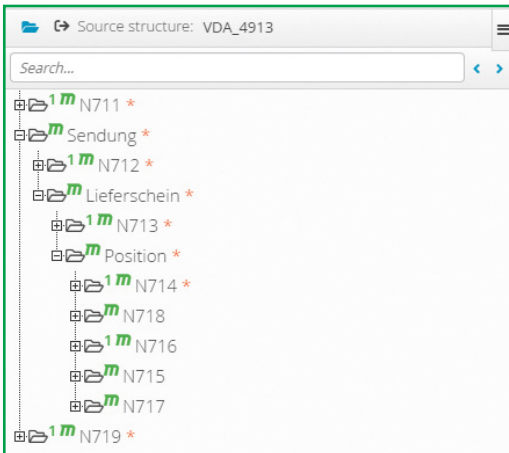 Source structure: VDA_4913
Search...
1 m N711 *
m Sendung *
1 m N712 *
m Lieferschein *
1 m N713 *
m Position *
1 m N714 *
m N718
1 m N716
m N715
m N717
1 m N719 *